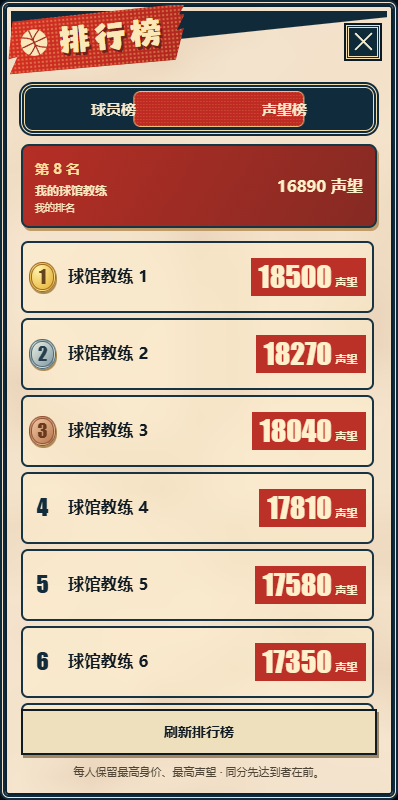 排行榜
球员榜
声望榜
第 8 名
我的球馆教练
我的排名
16890 声望
1 球馆教练 1 18500 声望
2 球馆教练 2 18270 声望
3 球馆教练 3 18040 声望
4 球馆教练 4 17810 声望
5 球馆教练 5 17580 声望
6 球馆教练 6 17350 声望
刷新排行榜
每人保留最高身价、最高声望 · 同分先达到者在前。